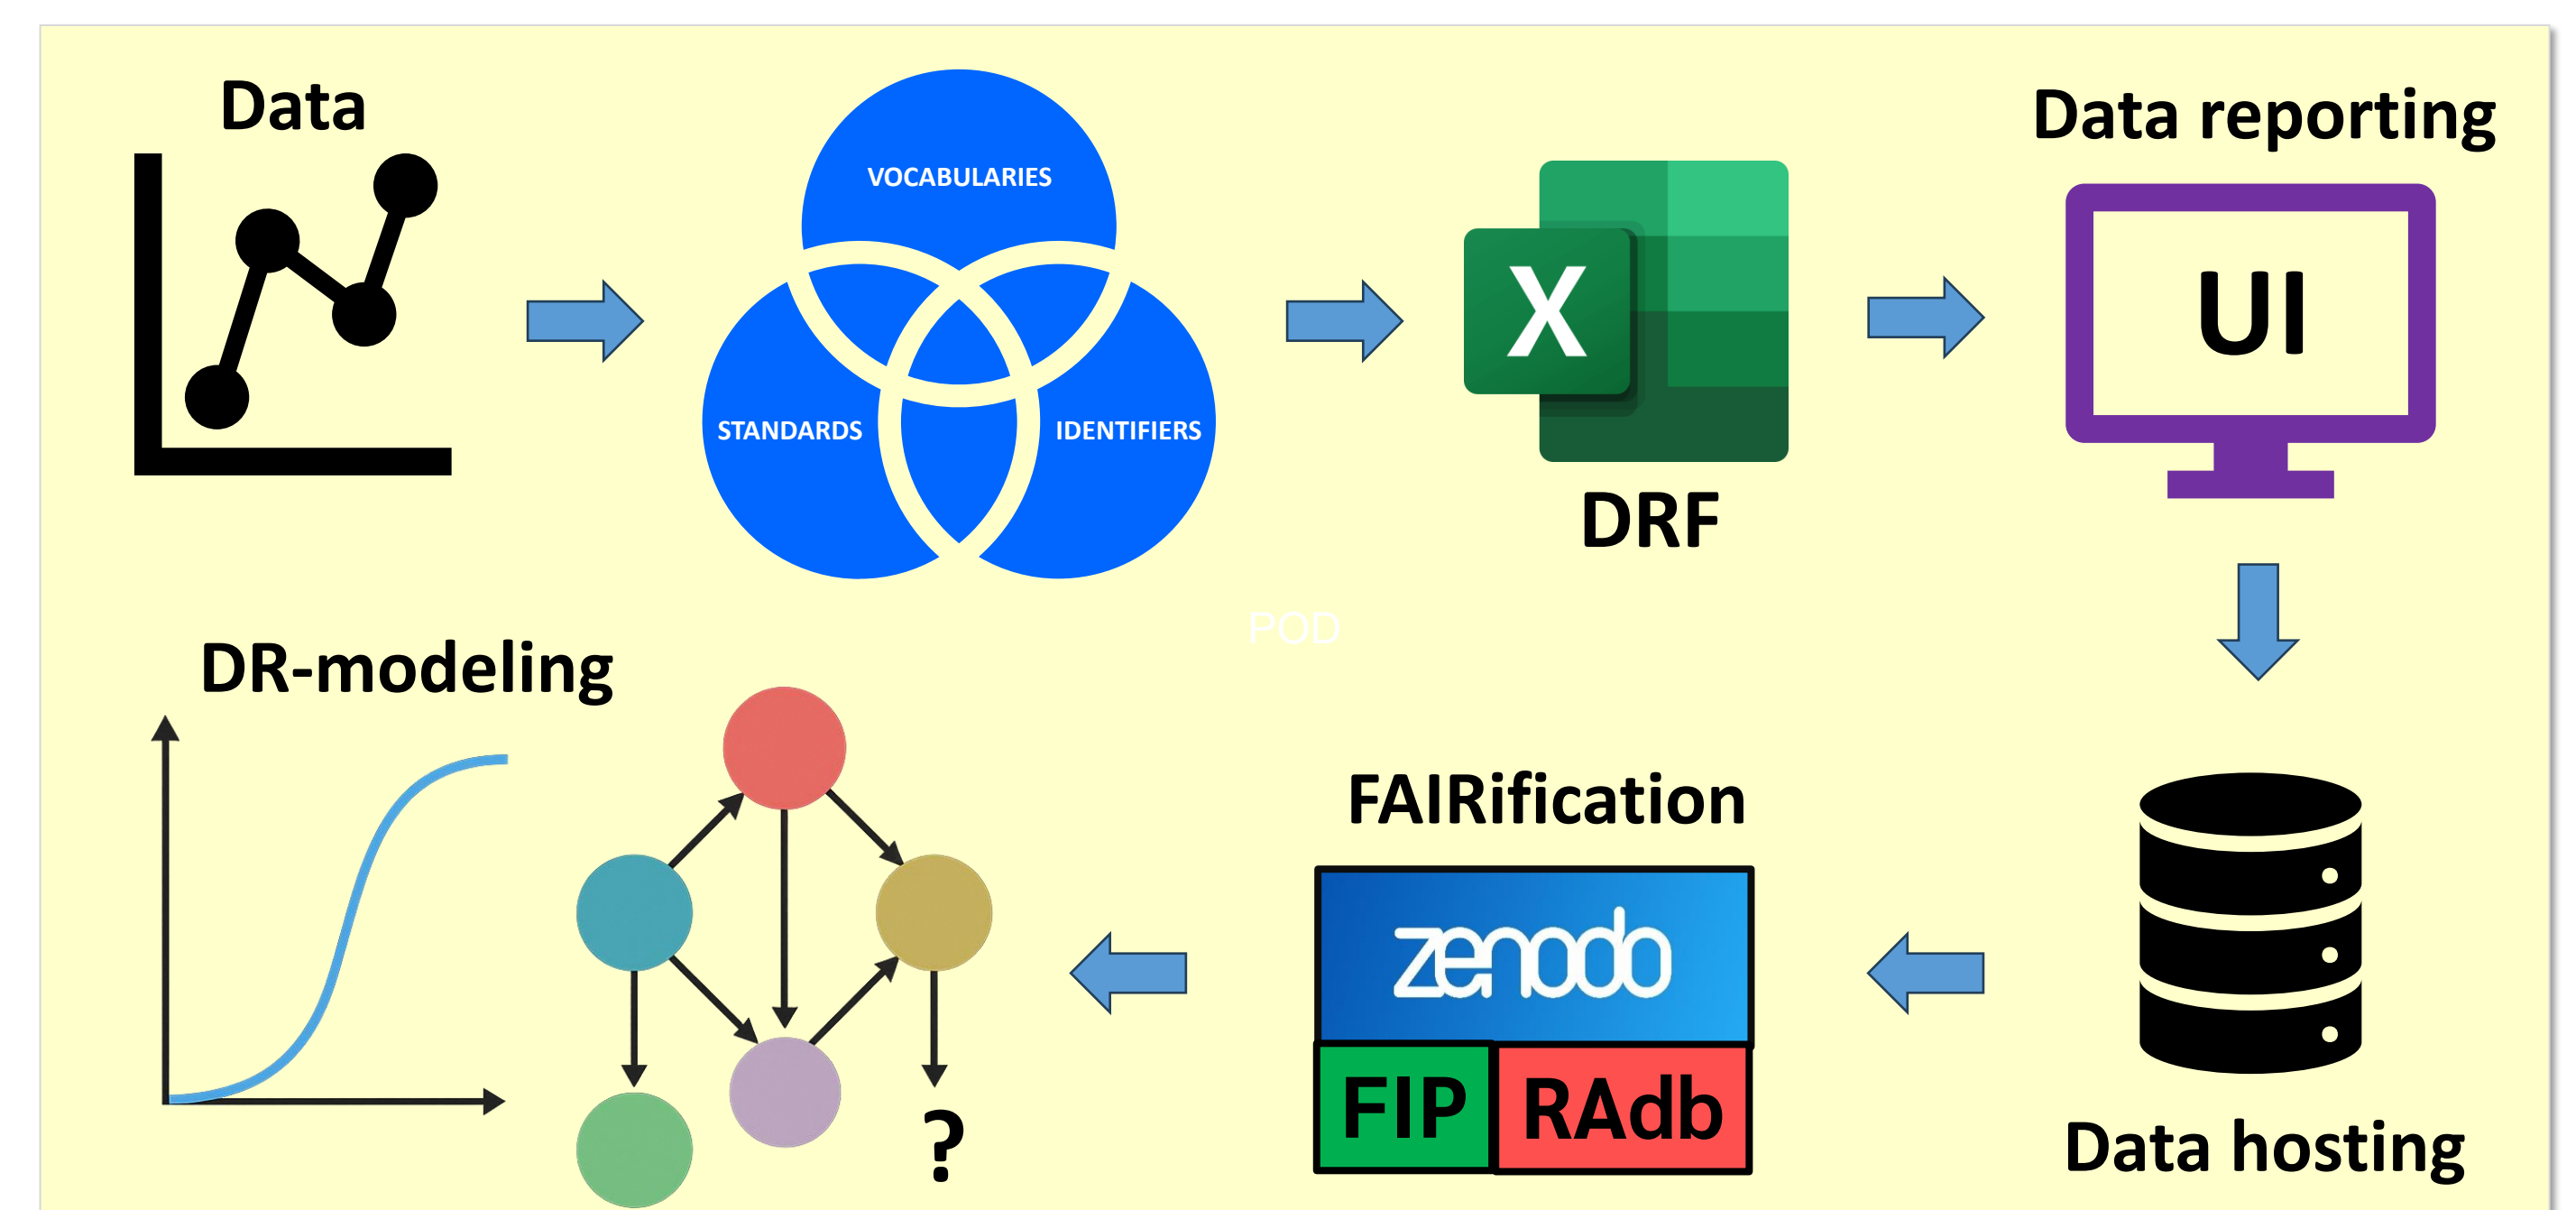 Data
VOCABULARIES
STANDARDS
IDENTIFIERS
X
DRF
Data reporting
UI
POD
DR-modeling
?
FAIRification
zenodo
FIP
RAdb
Data hosting